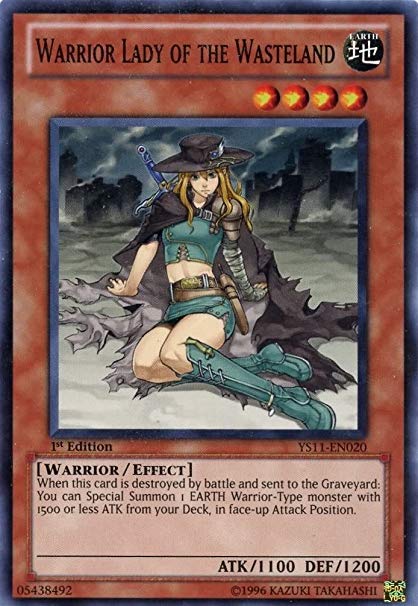 WARRIOR LADY OF THE WASTELAND
EARTH
地
1st Edition
YS11-EN020
[WARRIOR / EFFECT]
When this card is destroyed by battle and sent to the Graveyard:
You can Special Summon 1 EARTH Warrior-Type monster with
1500 or less ATK from your Deck, in face-up Attack Position.
ATK/1100 DEF/1200
05438492
©1996 KAZUKI TAKAHASHI